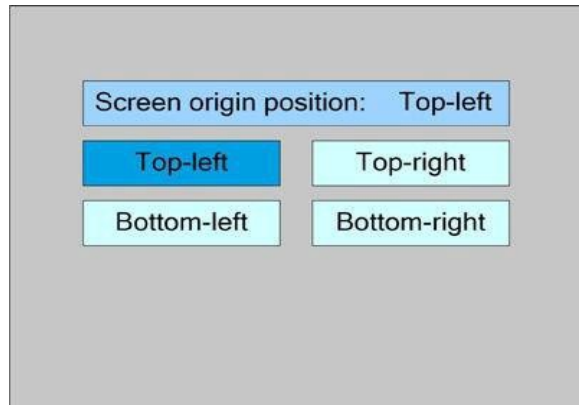 Screen origin position: Top-left
Top-left Top-right
Bottom-left Bottom-right